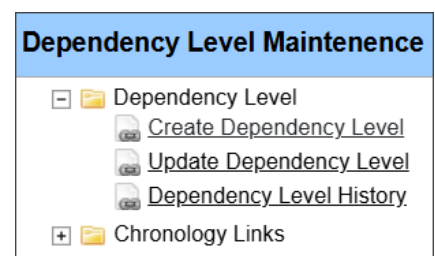 Dependency Level Maintenence
Dependency Level
Create Dependency Level
Update Dependency Level
Dependency Level History
Chronology Links